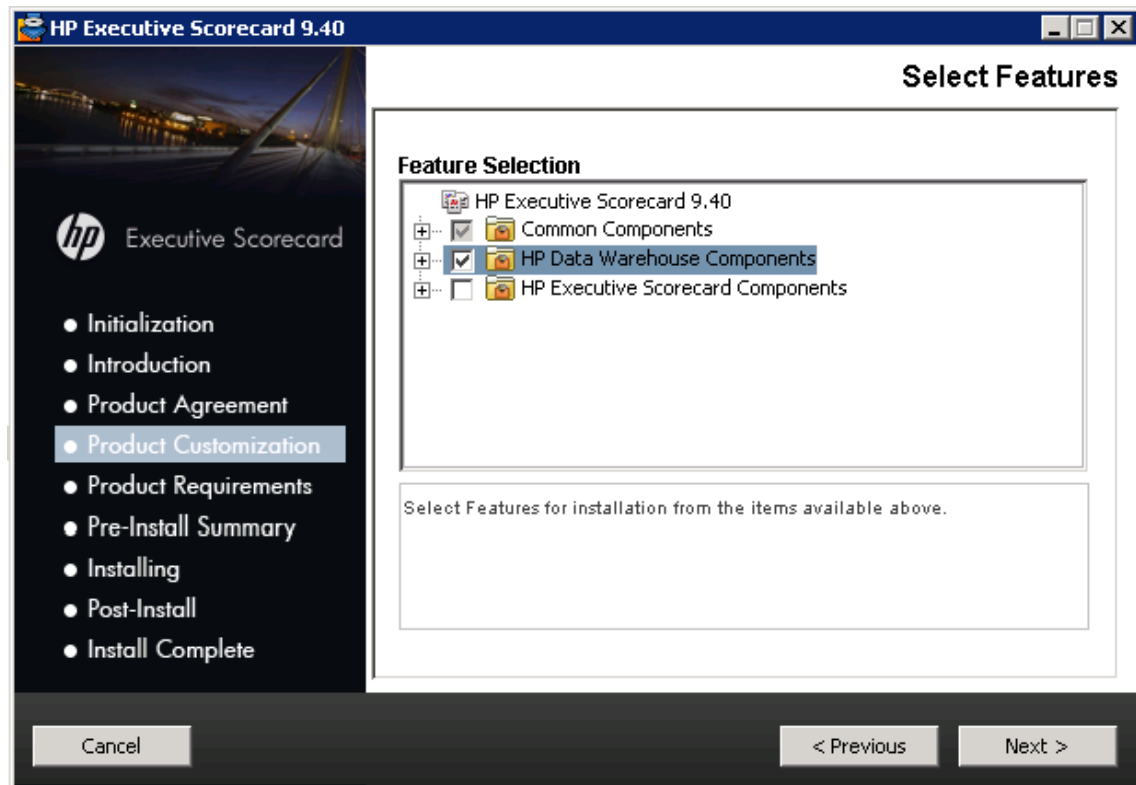 HP Executive Scorecard 9.40
Select Features
hp Executive Scorecard
Initialization
Introduction
Product Agreement
Product Customization
Product Requirements
Pre-Install Summary
Installing
Post-Install
Install Complete
Feature Selection
HP Executive Scorecard 9.40
Common Components
HP Data Warehouse Components
HP Executive Scorecard Components
Select Features for installation from the items available above.
Cancel
< Previous
Next >